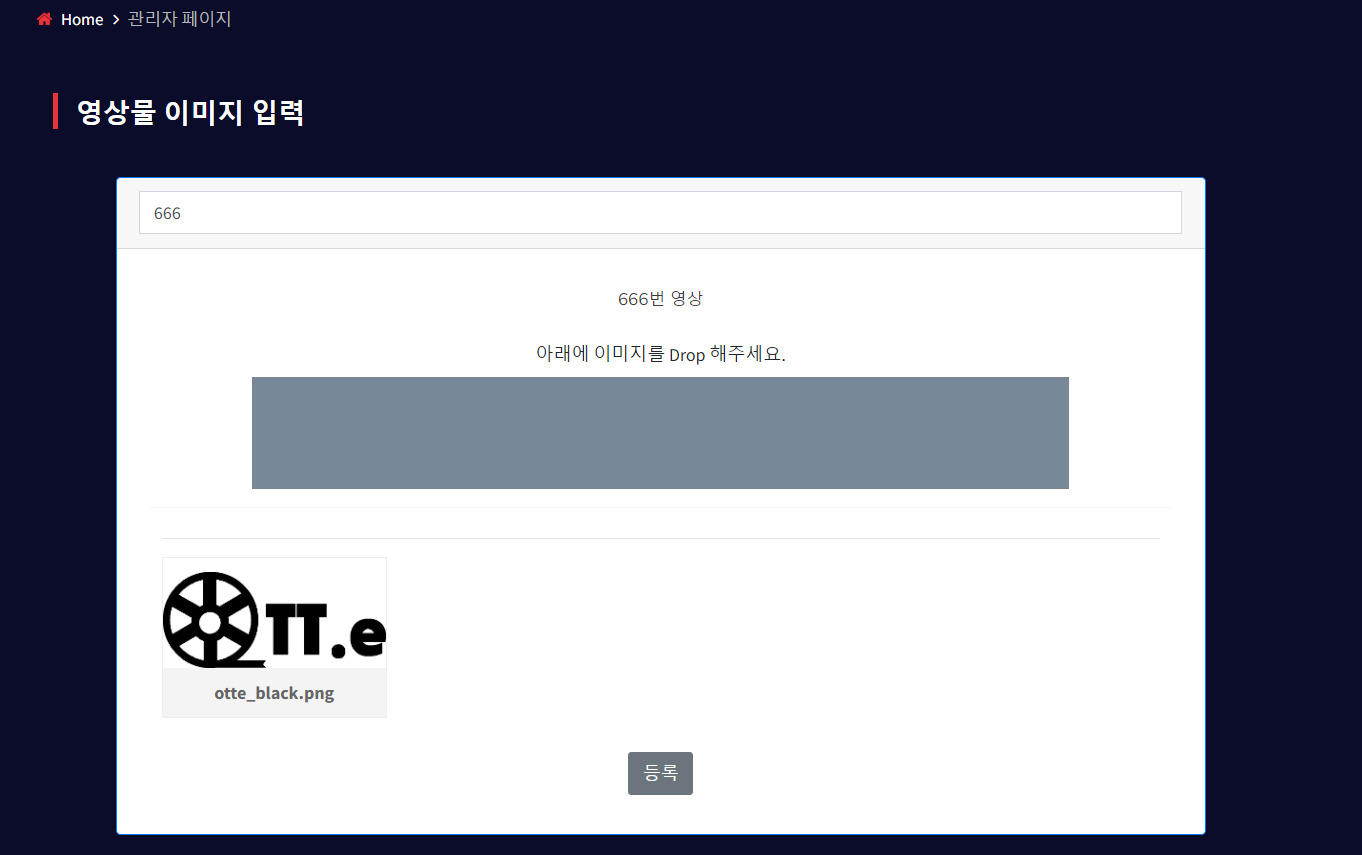 Home > 관리자 페이지
영상물 이미지 입력
666
666번 영상
아래에 이미지를 Drop 해주세요.
TT.e
otte_black.png
등록